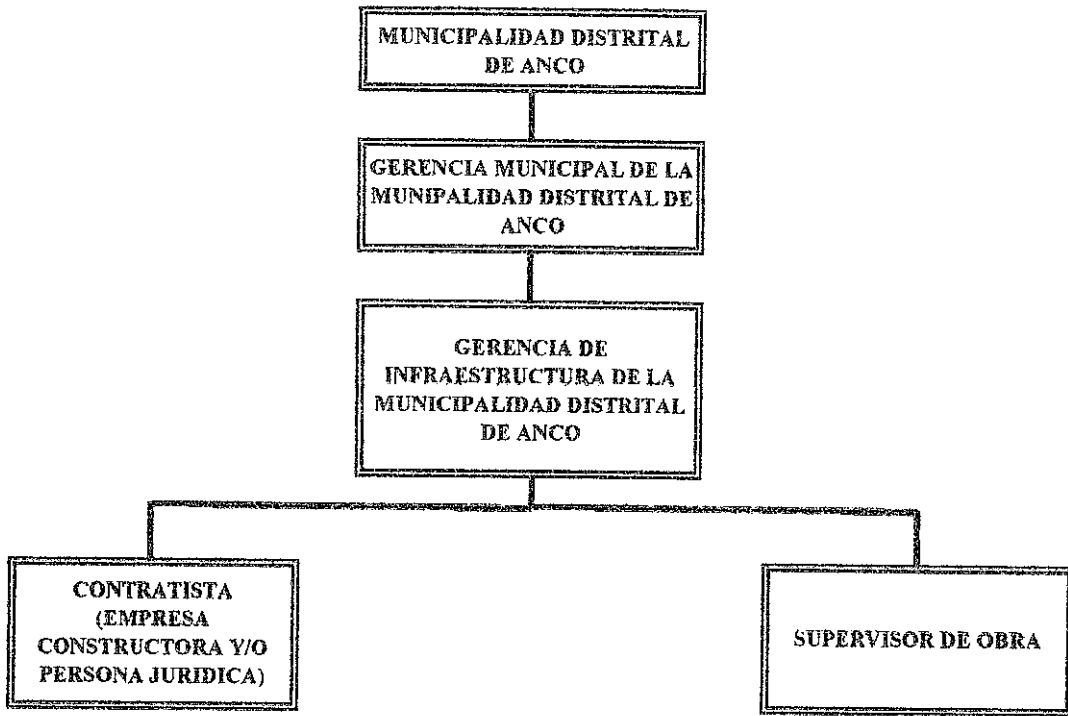 MUNICIPALIDAD DISTRITAL
DE ANCO
GERENCIA MUNICIPAL DE LA
MUNIPALIDAD DISTRITAL DE
ANCO
GERENCIA DE
INFRAESTRUCTURA DE LA
MUNICIPALIDAD DISTRITAL
DE ANCO
CONTRATISTA
(EMPRESA
CONSTRUCTORA Y/O
PERSONA JURIDICA)
SUPERVISOR DE OBRA